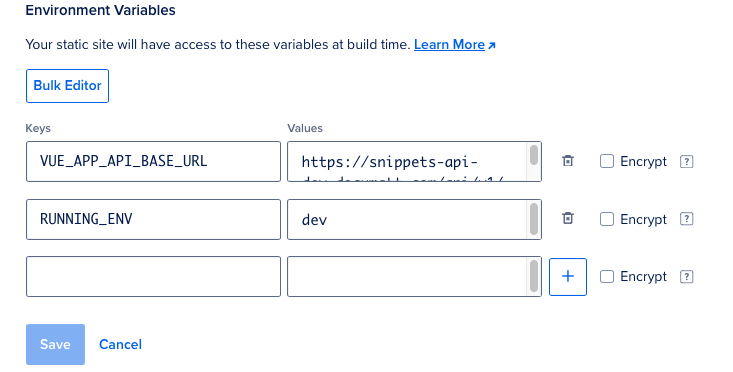 Environment Variables
Your static site will have access to these variables at build time. Learn More
Bulk Editor
Keys Values
VUE_APP_API_BASE_URL https://snippets-api- Encrypt ?
RUNNING_ENV dev Encrypt ?
+ Encrypt ?
Save Cancel